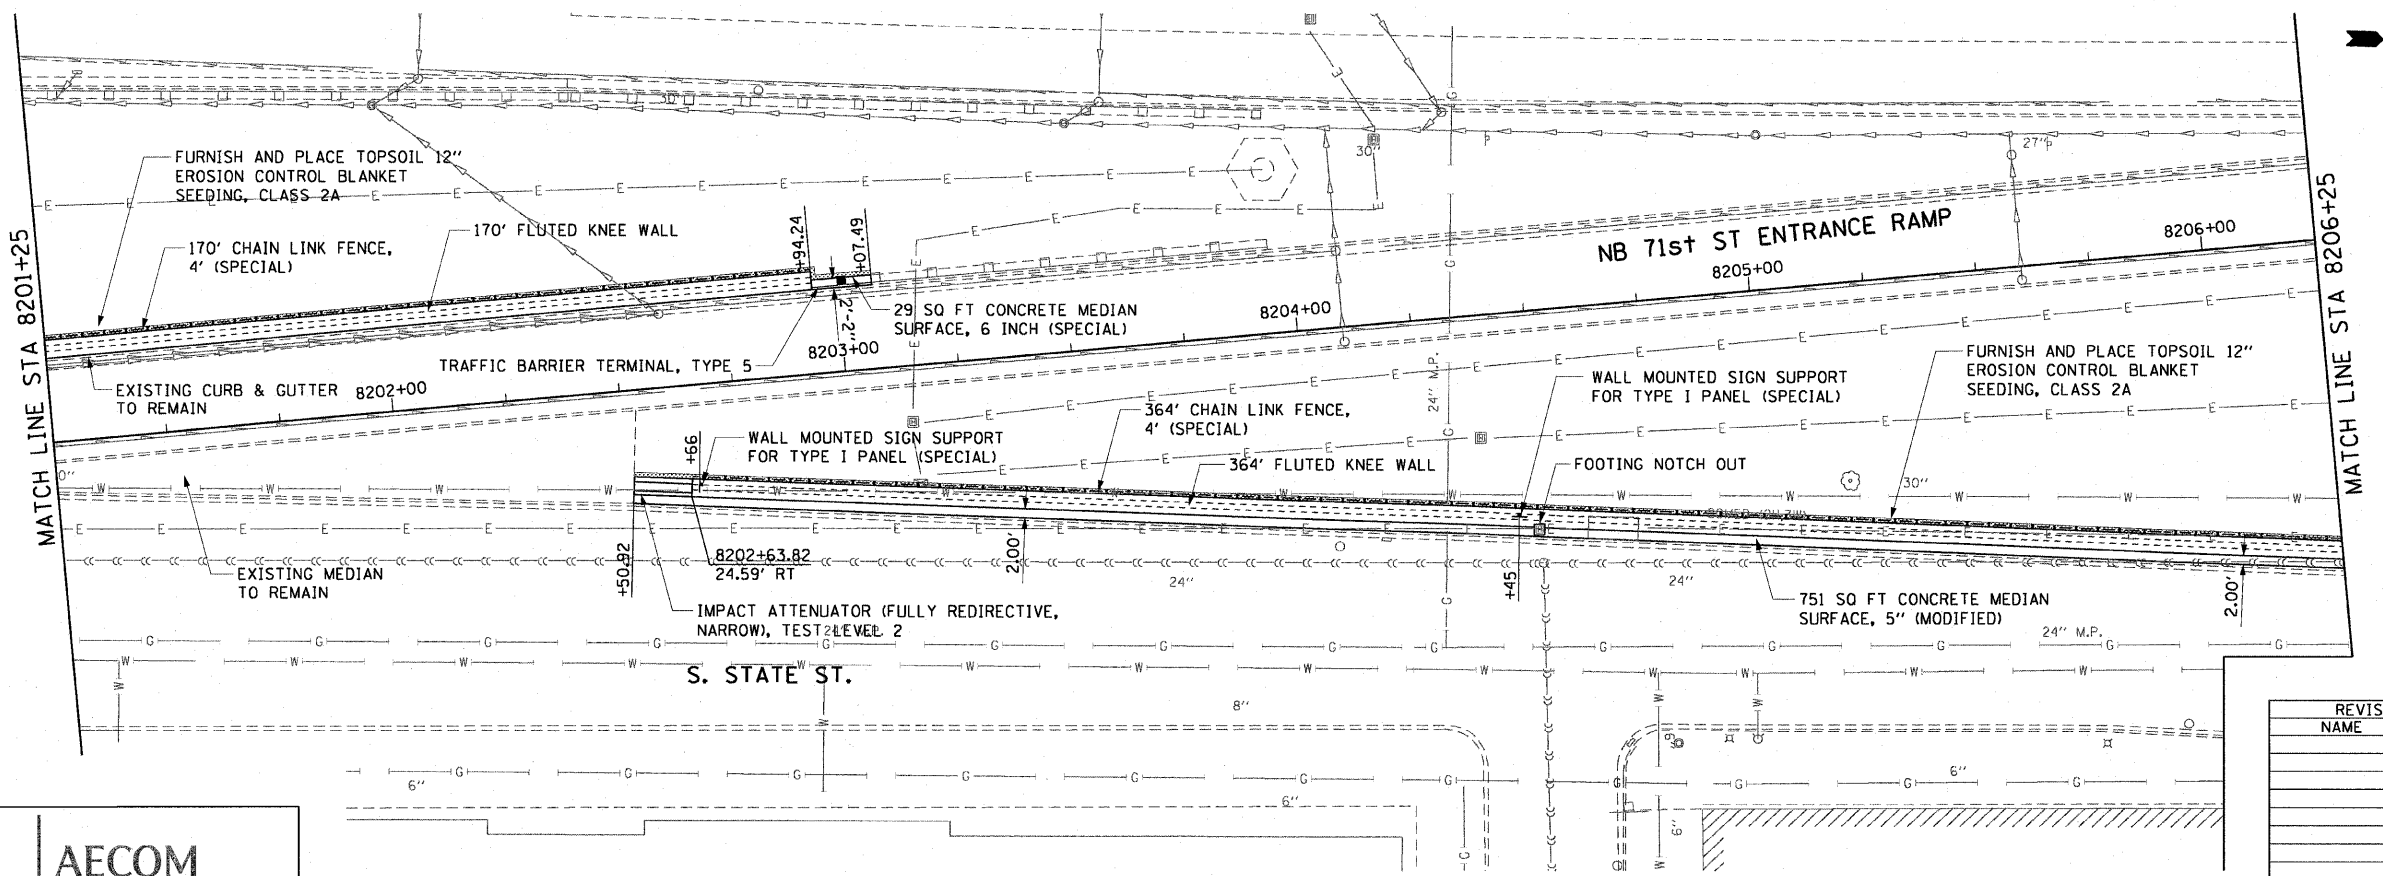 MATCH LINE STA 8201+25
FURNISH AND PLACE TOPSOIL 12"
EROSION CONTROL BLANKET
SEEDING, CLASS 2A
170' CHAIN LINK FENCE,
4' (SPECIAL)
170' FLUTED KNEE WALL
+94.24
+07.49
2'-2"
29 SQ FT CONCRETE MEDIAN
SURFACE, 6 INCH (SPECIAL)
TRAFFIC BARRIER TERMINAL, TYPE 5
EXISTING CURB & GUTTER
TO REMAIN
8202+00
8203+00
8204+00
8205+00
8206+00
NB 71st ST ENTRANCE RAMP
30"
30"
27"
MATCH LINE STA 8206+25
WALL MOUNTED SIGN SUPPORT
FOR TYPE I PANEL (SPECIAL)
+66
364' CHAIN LINK FENCE,
4' (SPECIAL)
364' FLUTED KNEE WALL
24" M.P.
WALL MOUNTED SIGN SUPPORT
FOR TYPE I PANEL (SPECIAL)
FOOTING NOTCH OUT
FURNISH AND PLACE TOPSOIL 12"
EROSION CONTROL BLANKET
SEEDING, CLASS 2A
30"
EXISTING MEDIAN
TO REMAIN
+50.92
8202+63.82
24.59' RT
2.00'
24"
+45
24"
2.00'
IMPACT ATTENUATOR (FULLY REDIRECTIVE,
NARROW), TEST LEVEL 2
751 SQ FT CONCRETE MEDIAN
SURFACE, 5" (MODIFIED)
24" M.P.
S. STATE ST.
8"
6"
6"
6"
6"
6"
REVIS
NAME
AECOM